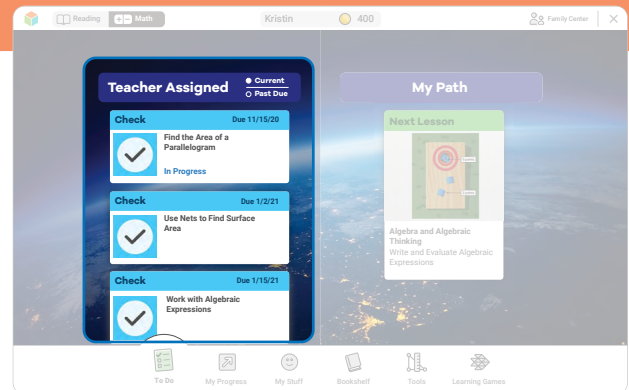 Reading
Math
Kristin
400
Family Center
Teacher Assigned
Current
Past Due
Check
Due 11/15/20
Find the Area of a
Parallelogram
In Progress
Check
Due 1/2/21
Use Nets to Find Surface
Area
Check
Due 1/15/21
Work with Algebraic
Expressions
My Path
Next Lesson
Algebra and Algebraic
Thinking
Write and Evaluate Algebraic
Expressions
To Do
My Progress
My Stuff
Bookshelf
Tools
Learning Games